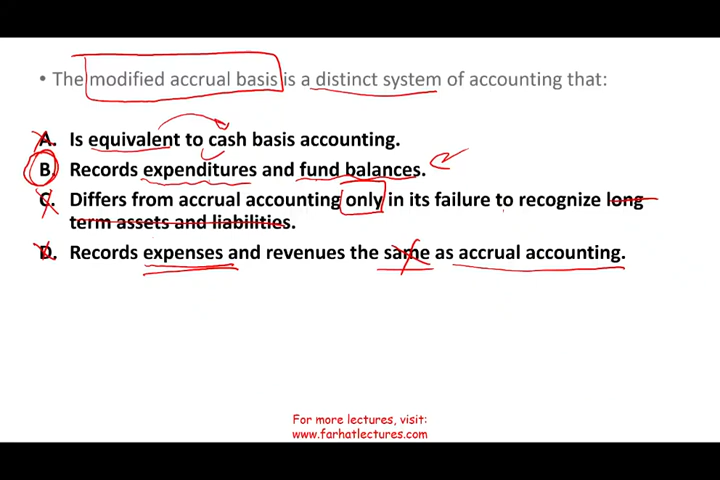 • The modified accrual basis is a distinct system of accounting that:
A. Is equivalent to cash basis accounting.
B. Records expenditures and fund balances.
C. Differs from accrual accounting only in its failure to recognize long
term assets and liabilities.
D. Records expenses and revenues the same as accrual accounting.
For more lectures, visit:
www.farhatlectures.com